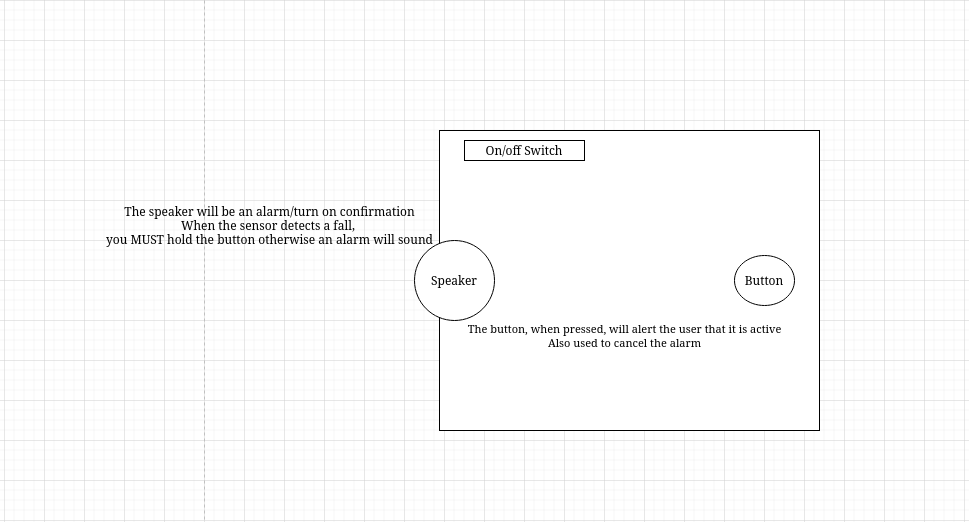 On/off Switch
The speaker will be an alarm/turn on confirmation
When the sensor detects a fall,
you MUST hold the button otherwise an alarm will sound
Speaker
Button
The button, when pressed, will alert the user that it is active
Also used to cancel the alarm